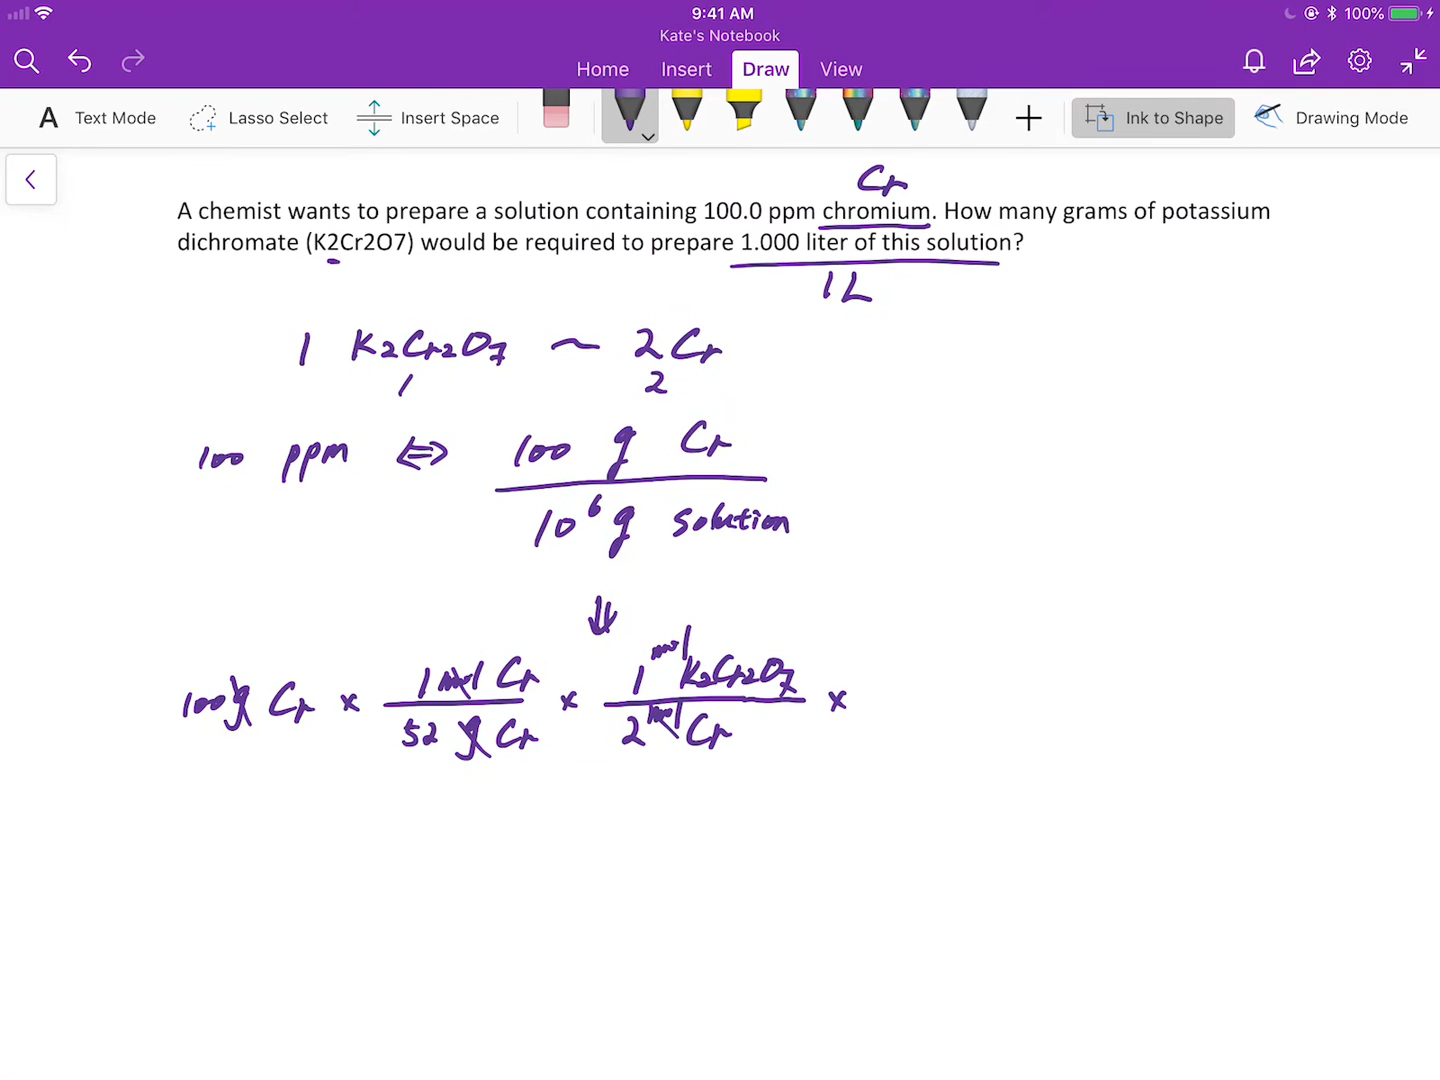 9:41 AM
100%
Kate's Notebook
Home Insert Draw View
A Text Mode Lasso Select Insert Space Ink to Shape Drawing Mode
Cr
A chemist wants to prepare a solution containing 100.0 ppm chromium. How many grams of potassium
dichromate (K2Cr2O7) would be required to prepare 1.000 liter of this solution?
1L
1 K2Cr2O7 ~ 2Cr
1 2
100 ppm ⇔ 100 g Cr
10⁶ g solution
⇓
100g Cr × 1 mol Cr × 1 mol K2Cr2O7 ×
52 g Cr 2 mol Cr